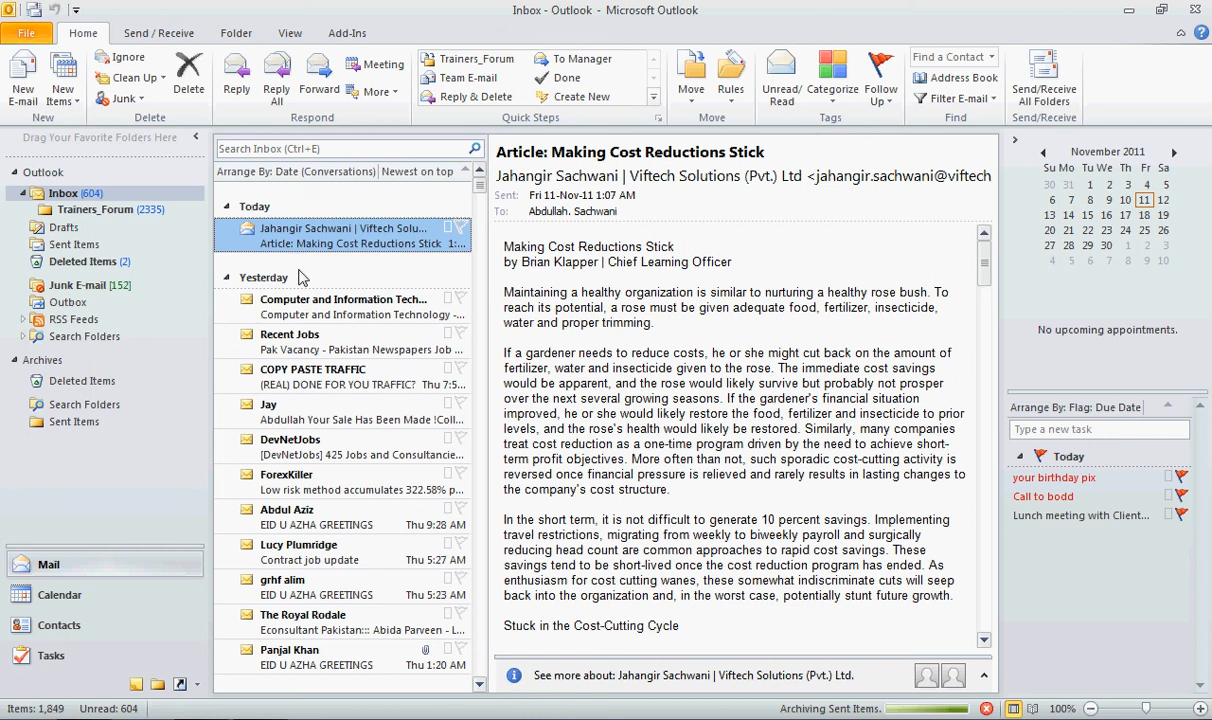 Inbox - Outlook - Microsoft Outlook
File Home Send / Receive Folder View Add-Ins
New E-mail
New Items
New
Ignore
Clean Up
Junk
Delete
Delete
Reply
Reply All
Forward
Meeting
More
Respond
Trainers_Forum
Team E-mail
Reply & Delete
To Manager
Done
Create New
Quick Steps
Move
Rules
Move
Unread/ Read
Categorize
Follow Up
Tags
Find a Contact
Address Book
Filter E-mail
Find
Send/Receive All Folders
Send/Receive
Drag Your Favorite Folders Here
Outlook
Inbox (604)
Trainers_Forum (2335)
Drafts
Sent Items
Deleted Items (2)
Junk E-mail [152]
Outbox
RSS Feeds
Search Folders
Archives
Deleted Items
Search Folders
Sent Items
Mail
Calendar
Contacts
Tasks
Search Inbox (Ctrl+E)
Arrange By: Date (Conversations) Newest on top
Today
Jahangir Sachwani | Viftech Solu...
Article: Making Cost Reductions Stick 1:...
Yesterday
Computer and Information Tech...
Computer and Information Technology -...
Recent Jobs
Pak Vacancy - Pakistan Newspapers Job ...
COPY PASTE TRAFFIC
(REAL) DONE FOR YOU TRAFFIC? Thu 7:5...
Jay
Abdullah Your Sale Has Been Made !Coll...
DevNetJobs
[DevNetJobs] 425 Jobs and Consultancie...
ForexKiller
Low risk method accumulates 322.58% p...
Abdul Aziz
EID U AZHA GREETINGS Thu 9:28 AM
Lucy Plumridge
Contract job update Thu 5:27 AM
grhf alim
EID U AZHA GREETINGS Thu 5:23 AM
The Royal Rodale
Econsultant Pakistan::: Abida Parveen - L...
Panjal Khan
EID U AZHA GREETINGS Thu 1:20 AM
Article: Making Cost Reductions Stick
Jahangir Sachwani | Viftech Solutions (Pvt.) Ltd <jahangir.sachwani@viftech
Sent: Fri 11-Nov-11 1:07 AM
To: Abdullah. Sachwani
Making Cost Reductions Stick
by Brian Klapper | Chief Learning Officer
Maintaining a healthy organization is similar to nurturing a healthy rose bush. To
reach its potential, a rose must be given adequate food, fertilizer, insecticide,
water and proper trimming.
If a gardener needs to reduce costs, he or she might cut back on the amount of
fertilizer, water and insecticide given to the rose. The immediate cost savings
would be apparent, and the rose would likely survive but probably not prosper
over the next several growing seasons. If the gardener's financial situation
improved, he or she would likely restore the food, fertilizer and insecticide to prior
levels, and the rose's health would likely be restored. Similarly, many companies
treat cost reduction as a one-time program driven by the need to achieve short-
term profit objectives. More often than not, such sporadic cost-cutting activity is
reversed once financial pressure is relieved and rarely results in lasting changes to
the company's cost structure.
In the short term, it is not difficult to generate 10 percent savings. Implementing
travel restrictions, migrating from weekly to biweekly payroll and surgically
reducing head count are common approaches to rapid cost savings. These
savings tend to be short-lived once the cost reduction program has ended. As
enthusiasm for cost cutting wanes, these somewhat indiscriminate cuts will seep
back into the organization and, in the worst case, potentially stunt future growth.
Stuck in the Cost-Cutting Cycle
See more about: Jahangir Sachwani | Viftech Solutions (Pvt.) Ltd.
November 2011
Su Mo Tu We Th Fr Sa
30 31 1 2 3 4 5
6 7 8 9 10 11 12
13 14 15 16 17 18 19
20 21 22 23 24 25 26
27 28 29 30 1 2 3
4 5 6 7 8 9 10
No upcoming appointments.
Arrange By: Flag: Due Date
Type a new task
Today
your birthday pix
Call to bodd
Lunch meeting with Client...
Items: 1,849 Unread: 604 Archiving Sent Items. 100%